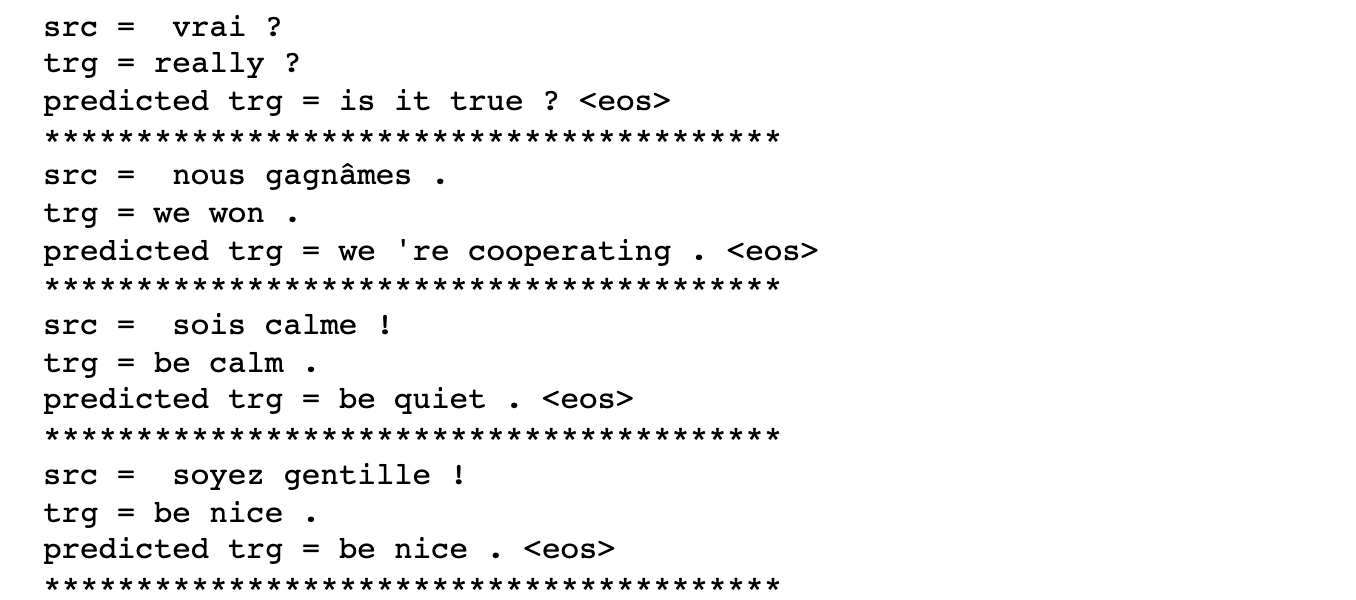 src =  vrai ?
trg = really ?
predicted trg = is it true ? <eos>
****************************************
src =  nous gagnâmes .
trg = we won .
predicted trg = we 're cooperating . <eos>
****************************************
src =  sois calme !
trg = be calm .
predicted trg = be quiet . <eos>
****************************************
src =  soyez gentille !
trg = be nice .
predicted trg = be nice . <eos>
****************************************